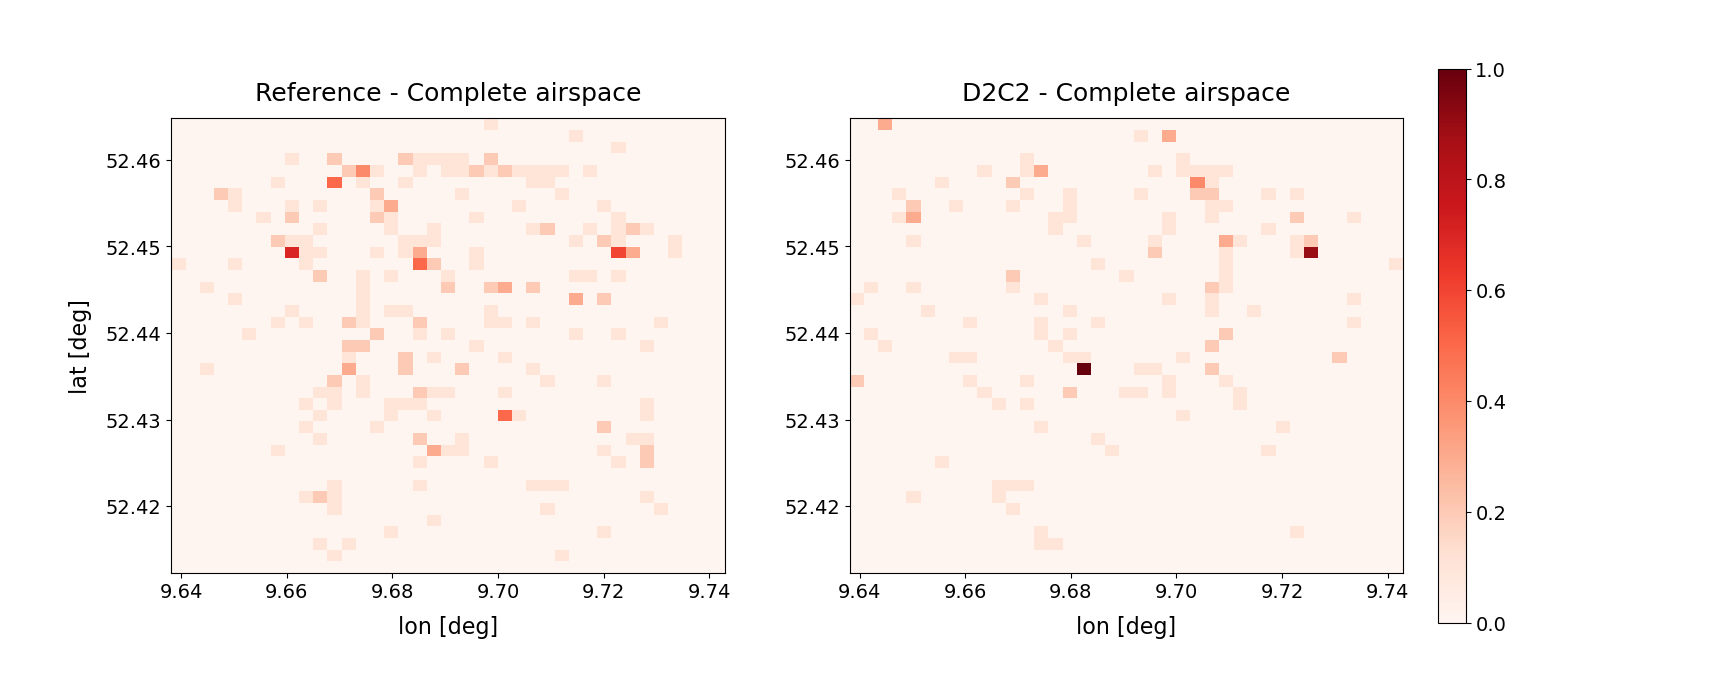 Reference - Complete airspace
D2C2 - Complete airspace
lat [deg]
52.46
52.45
52.44
52.43
52.42
9.64 9.66 9.68 9.70 9.72 9.74
lon [deg]
52.46
52.45
52.44
52.43
52.42
9.64 9.66 9.68 9.70 9.72 9.74
lon [deg]
1.0
0.8
0.6
0.4
0.2
0.0